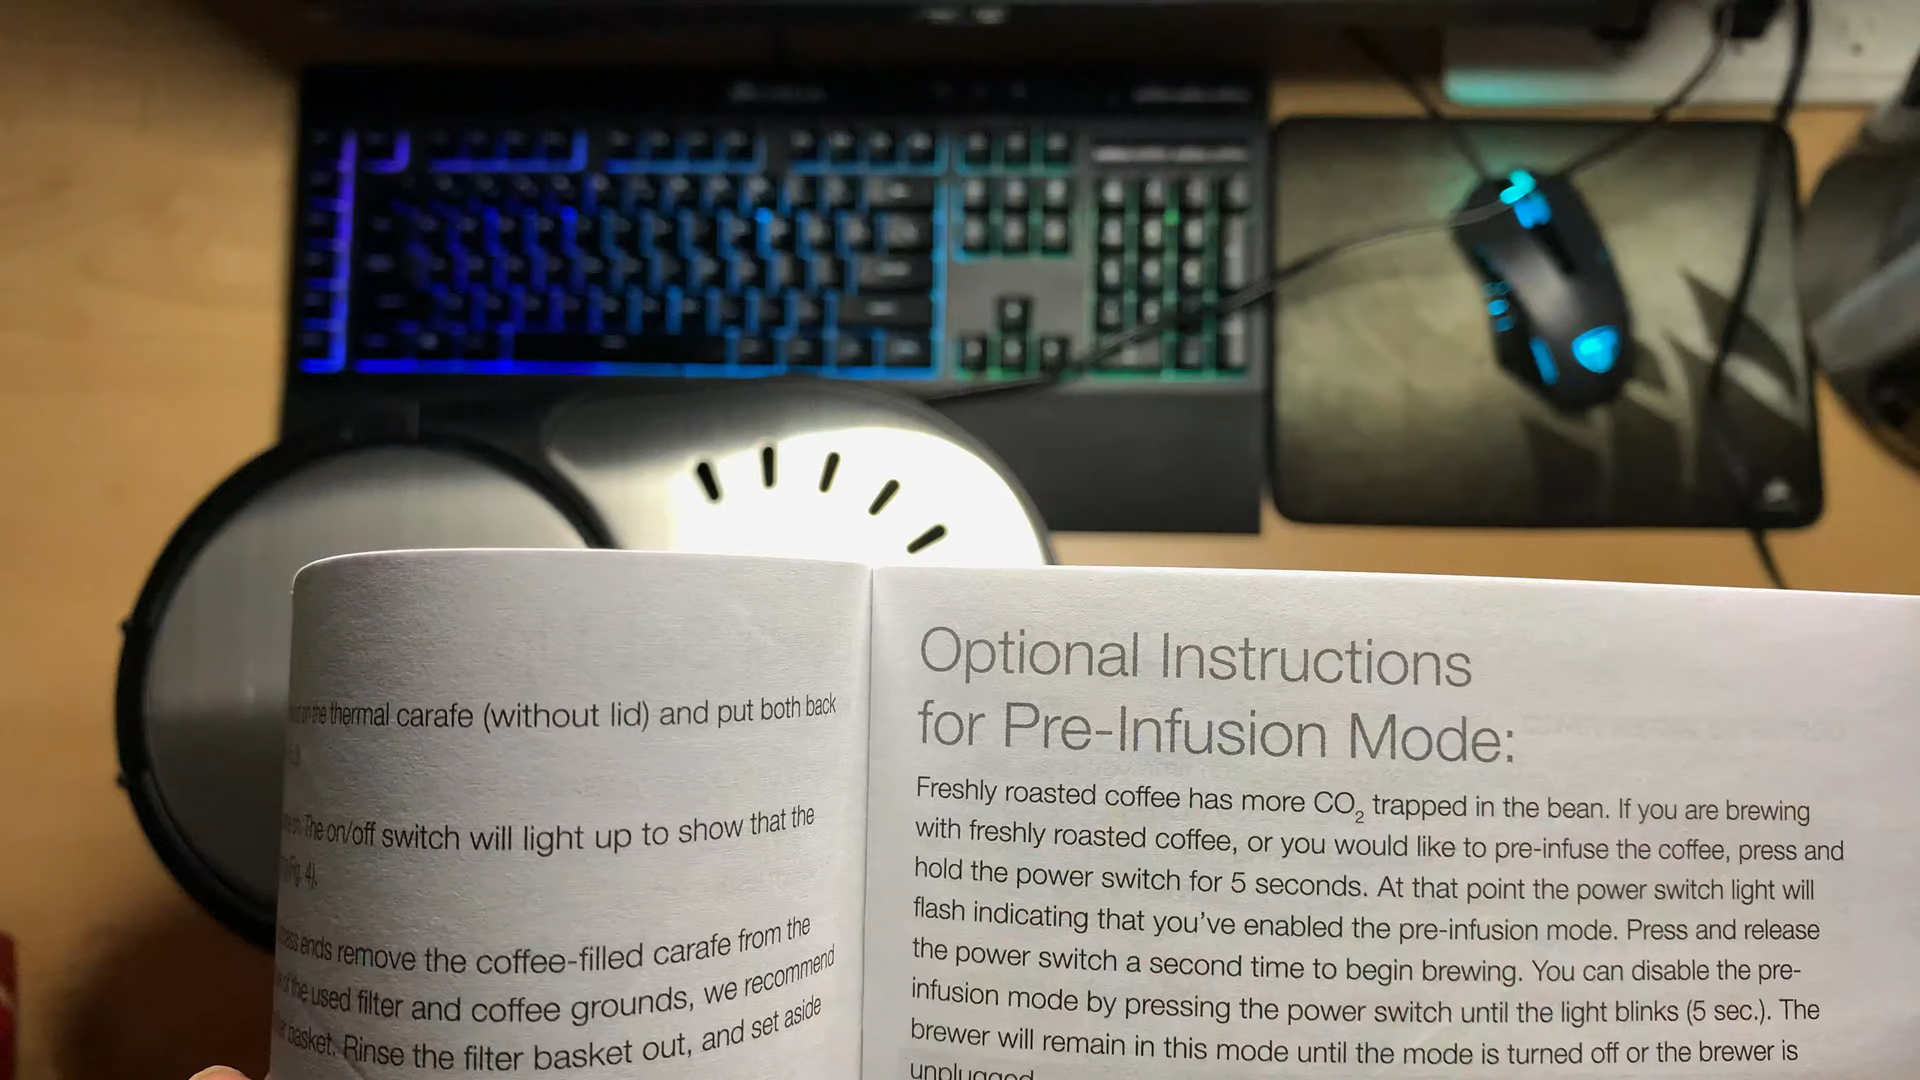 the thermal carafe (without lid) and put both back
The on/off switch will light up to show that the
4).
ends remove the coffee-filled carafe from the
the used filter and coffee grounds, we recommend
basket. Rinse the filter basket out, and set aside
Optional Instructions
for Pre-Infusion Mode:
Freshly roasted coffee has more CO₂ trapped in the bean. If you are brewing
with freshly roasted coffee, or you would like to pre-infuse the coffee, press and
hold the power switch for 5 seconds. At that point the power switch light will
flash indicating that you've enabled the pre-infusion mode. Press and release
the power switch a second time to begin brewing. You can disable the pre-
infusion mode by pressing the power switch until the light blinks (5 sec.). The
brewer will remain in this mode until the mode is turned off or the brewer is
unplugged